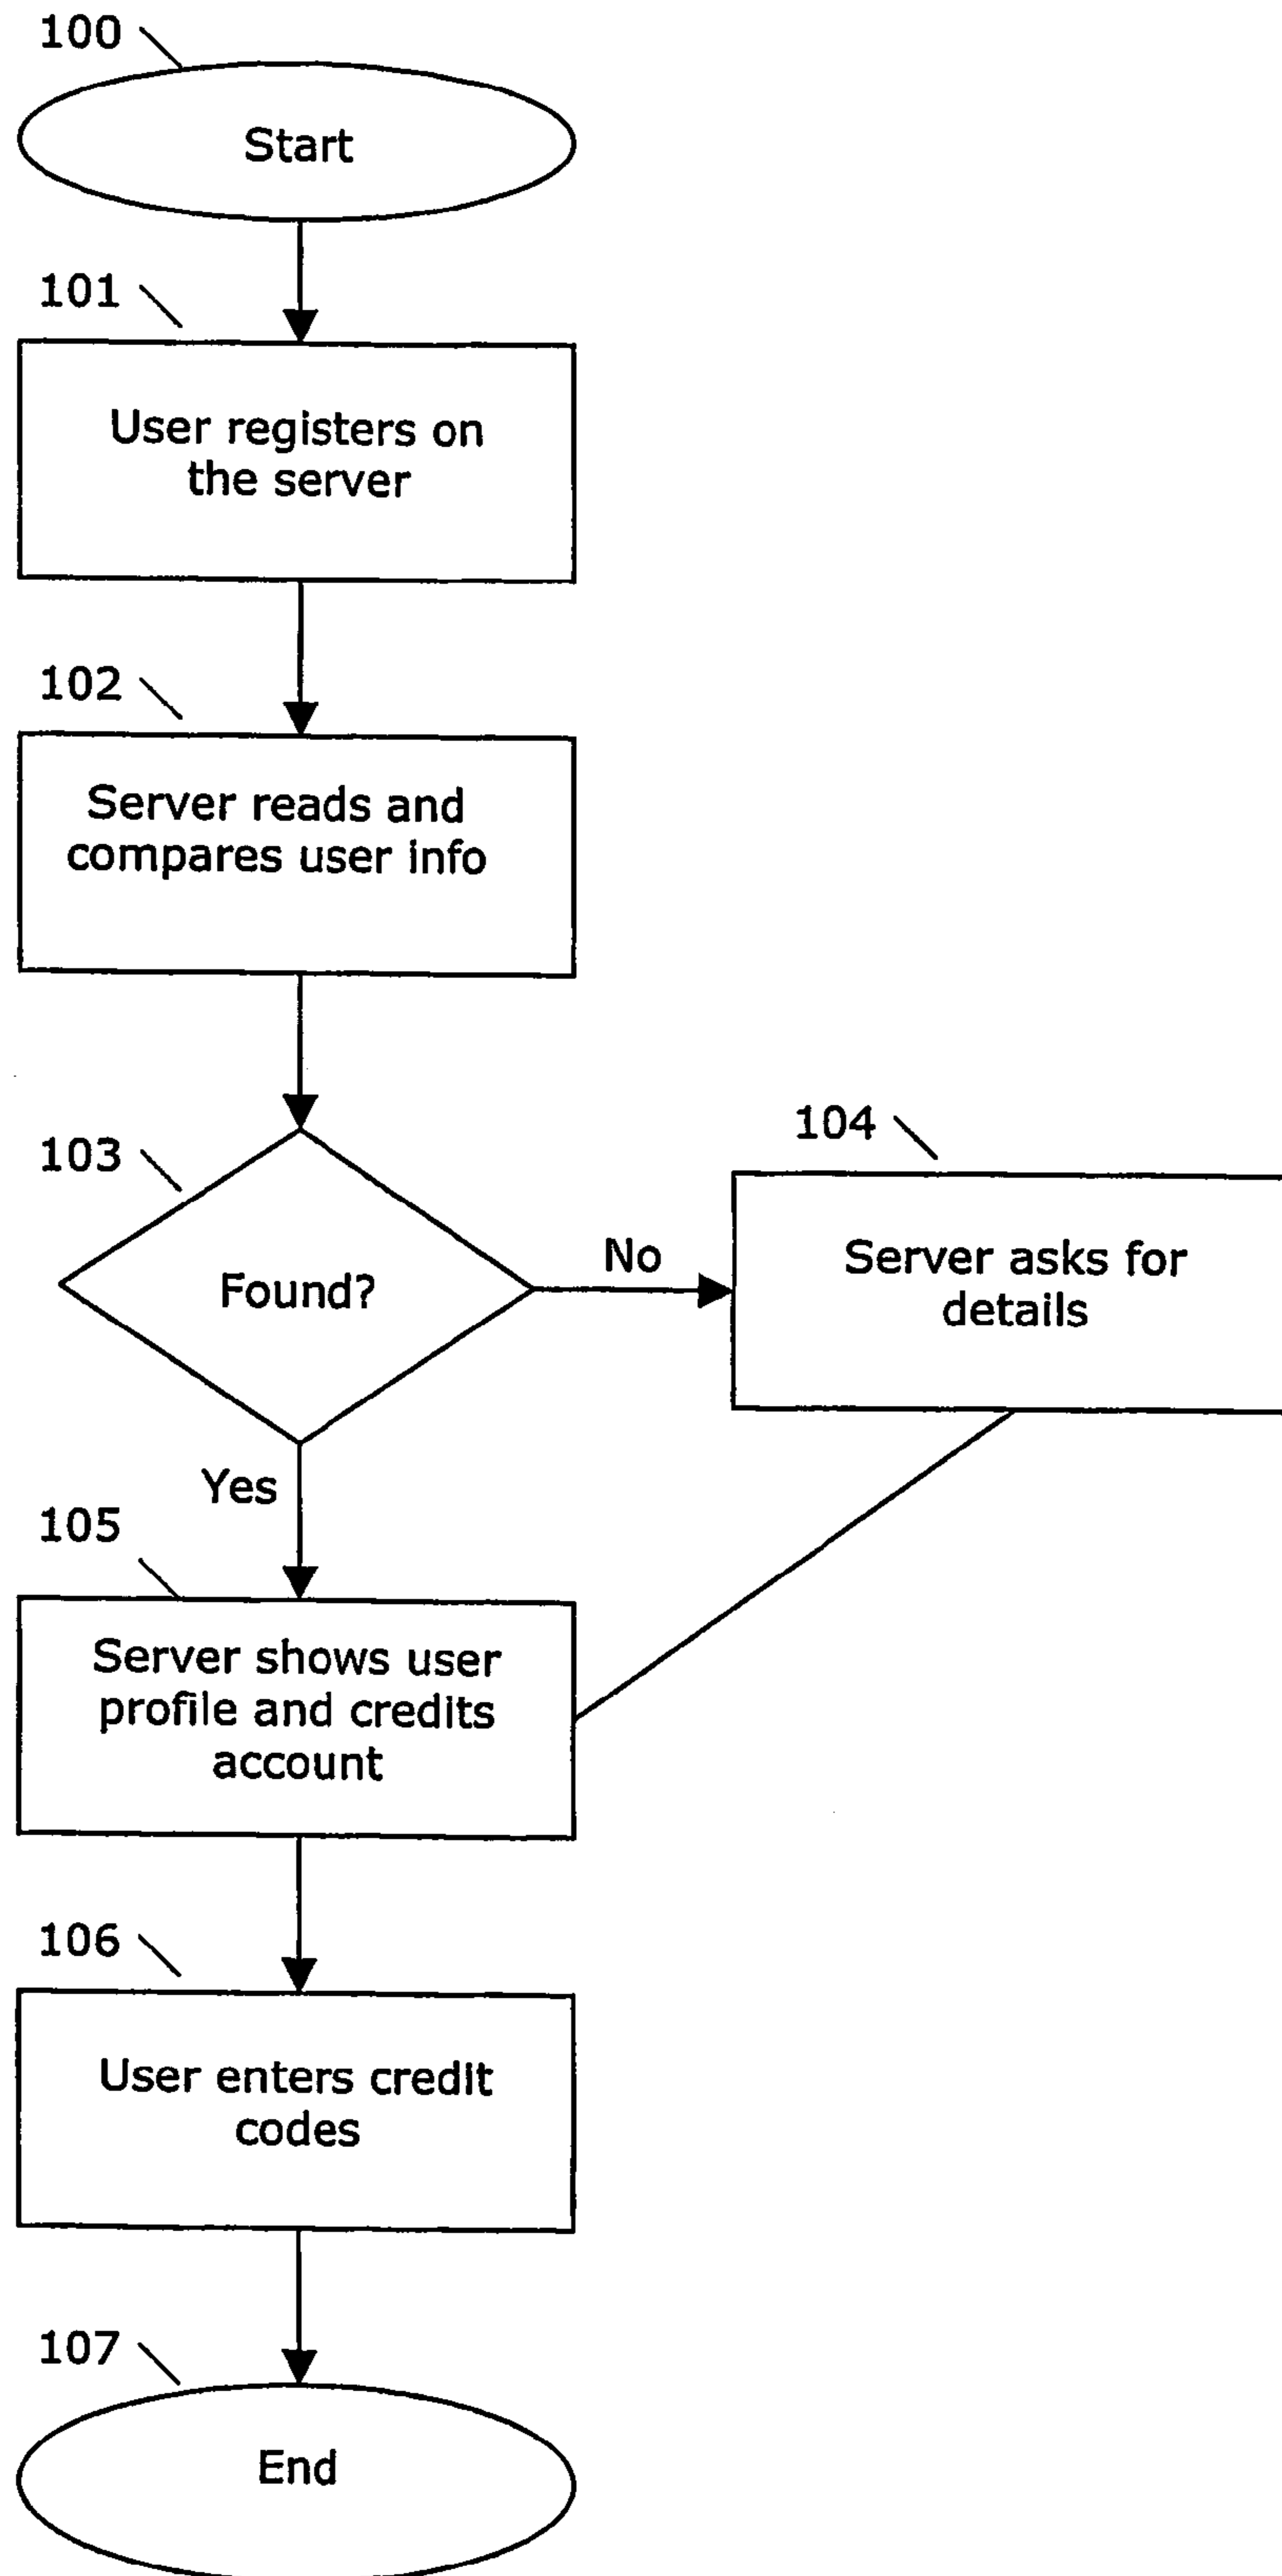 100
Start
101
User registers on
the server
102
Server reads and
compares user info
103
Found?
No
104
Server asks for
details
Yes
105
Server shows user
profile and credits
account
106
User enters credit
codes
107
End